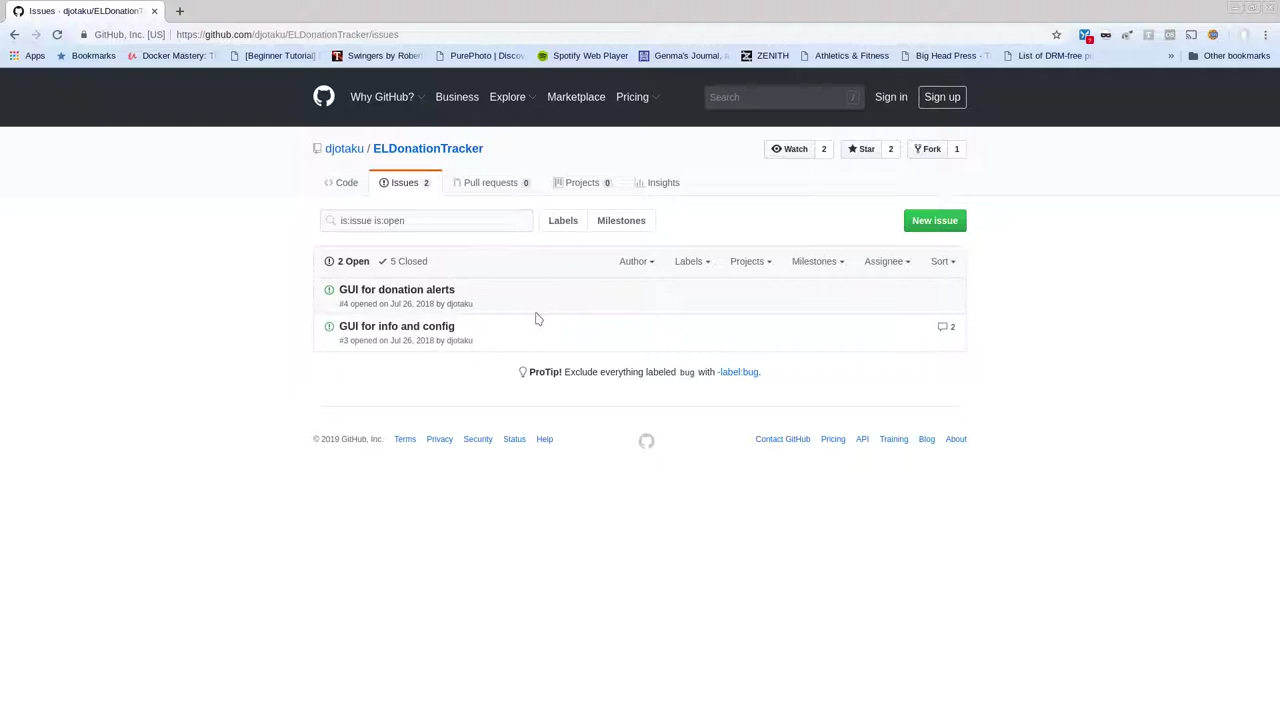 Issues · djotaku/ELDonationT
GitHub, Inc. [US]
https://github.com/djotaku/ELDonationTracker/issues
Apps
Bookmarks
Docker Mastery: Th
[Beginner Tutorial]
Swingers by Rober
PurePhoto | Disco
Spotify Web Player
Genma's Journal, a
ZENITH
Athletics & Fitness
Big Head Press - T
List of DRM-free p
»
Other bookmarks
Why GitHub?
Business
Explore
Marketplace
Pricing
Search
/
Sign in
Sign up
djotaku / ELDonationTracker
Watch 2
Star 2
Fork 1
Code
Issues 2
Pull requests 0
Projects 0
Insights
is:issue is:open
Labels
Milestones
New issue
2 Open
5 Closed
Author
Labels
Projects
Milestones
Assignee
Sort
GUI for donation alerts
#4 opened on Jul 26, 2018 by djotaku
GUI for info and config
2
#3 opened on Jul 26, 2018 by djotaku
ProTip! Exclude everything labeled bug with -label:bug.
© 2019 GitHub, Inc.
Terms
Privacy
Security
Status
Help
Contact GitHub
Pricing
API
Training
Blog
About